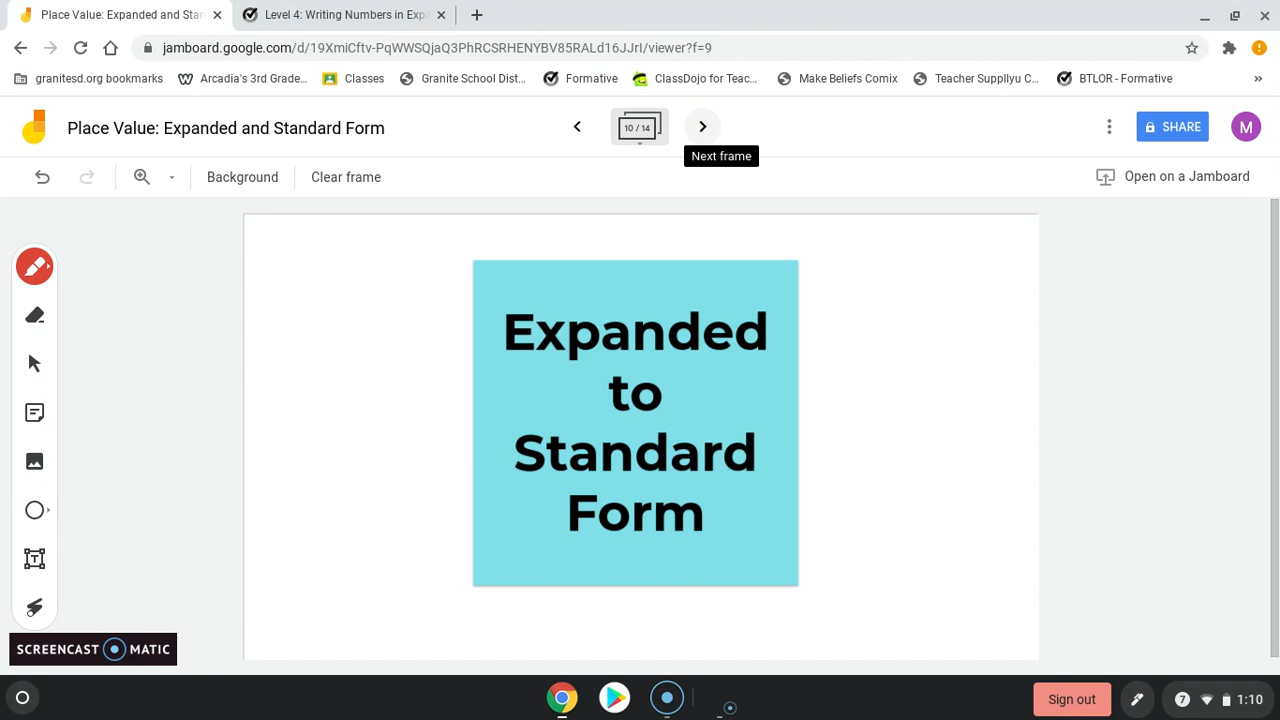 Place Value: Expanded and Stan
Level 4: Writing Numbers in Exp
jamboard.google.com/d/19XmiCftv-PqWWSQjaQ3PhRCSRHENYBV85RALd16JJrI/viewer?f=9
granitesd.org bookmarks
Arcadia's 3rd Grade...
Classes
Granite School Dist...
Formative
ClassDojo for Teac...
Make Beliefs Comix
Teacher Suppllyu C...
BTLOR - Formative
»
Place Value: Expanded and Standard Form
10 / 14
SHARE
M
Next frame
Background
Clear frame
Open on a Jamboard
Expanded
to
Standard
Form
SCREENCAST MATIC
Sign out
7
1:10